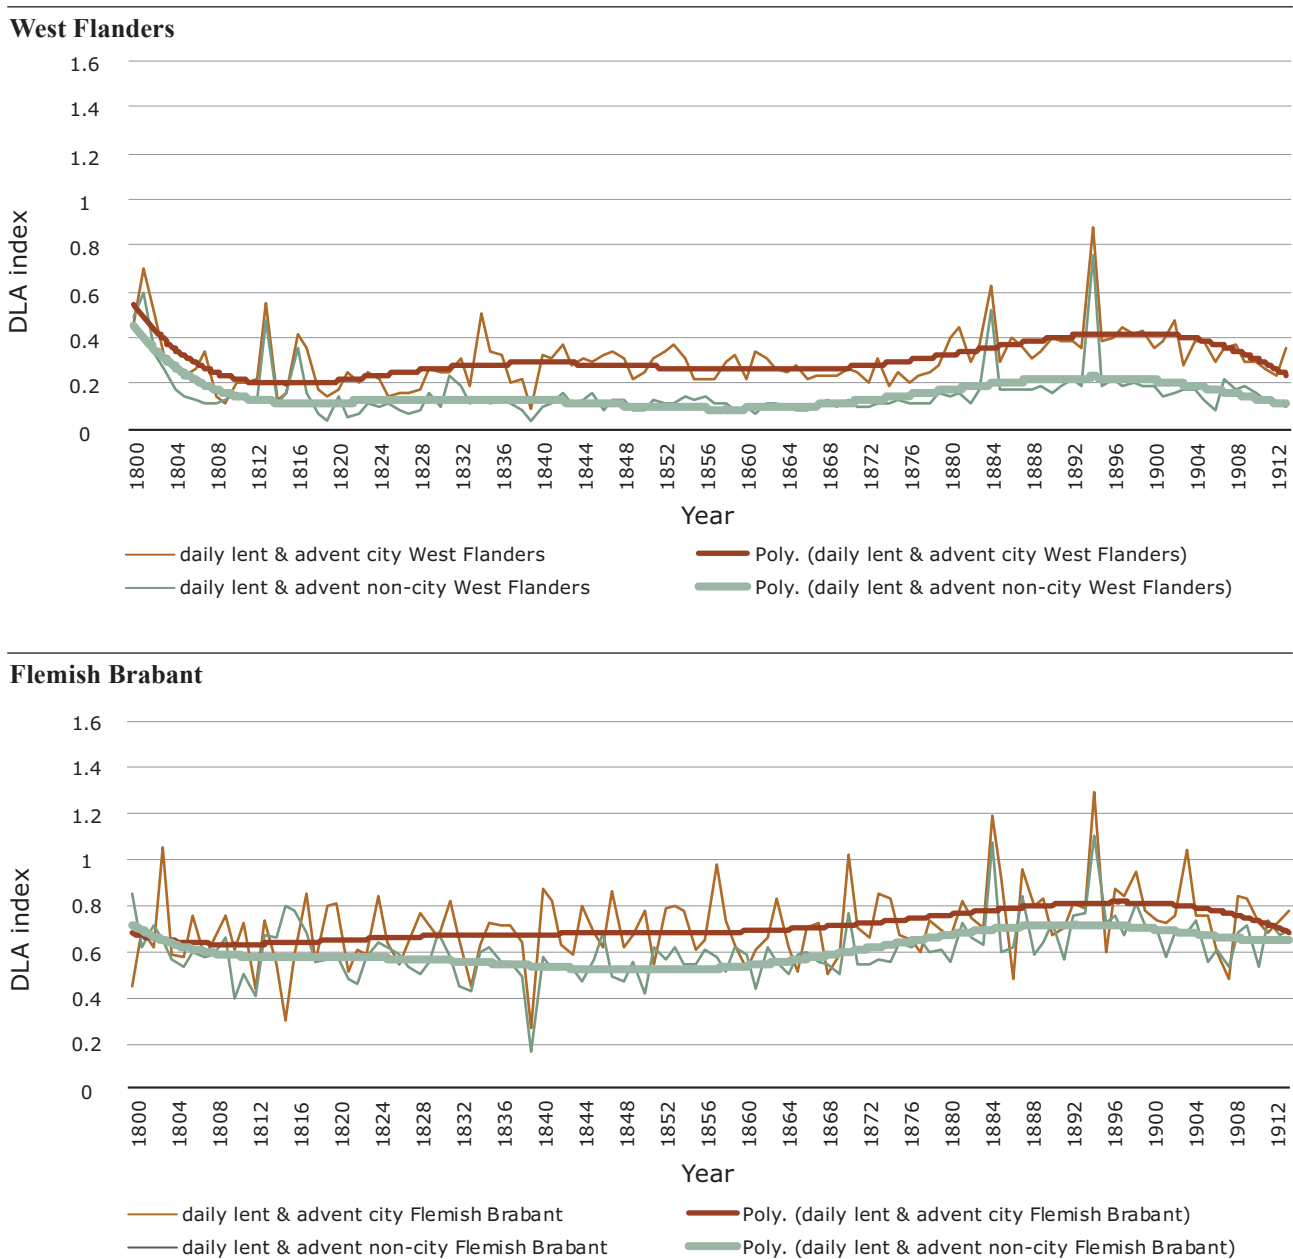 West Flanders
1.6
1.4
1.2
1
0.8
0.6
0.4
0.2
0
DLA index
1800 1804 1808 1812 1816 1820 1824 1828 1832 1836 1840 1844 1848 1852 1856 1860 1864 1868 1872 1876 1880 1884 1888 1892 1896 1900 1904 1908 1912
Year
daily lent & advent city West Flanders Poly. (daily lent & advent city West Flanders)
daily lent & advent non-city West Flanders Poly. (daily lent & advent non-city West Flanders)
Flemish Brabant
1.6
1.4
1.2
1
0.8
0.6
0.4
0.2
0
DLA index
1800 1804 1808 1812 1816 1820 1824 1828 1832 1836 1840 1844 1848 1852 1856 1860 1864 1868 1872 1876 1880 1884 1888 1892 1896 1900 1904 1908 1912
Year
daily lent & advent city Flemish Brabant Poly. (daily lent & advent city Flemish Brabant)
daily lent & advent non-city Flemish Brabant Poly. (daily lent & advent non-city Flemish Brabant)